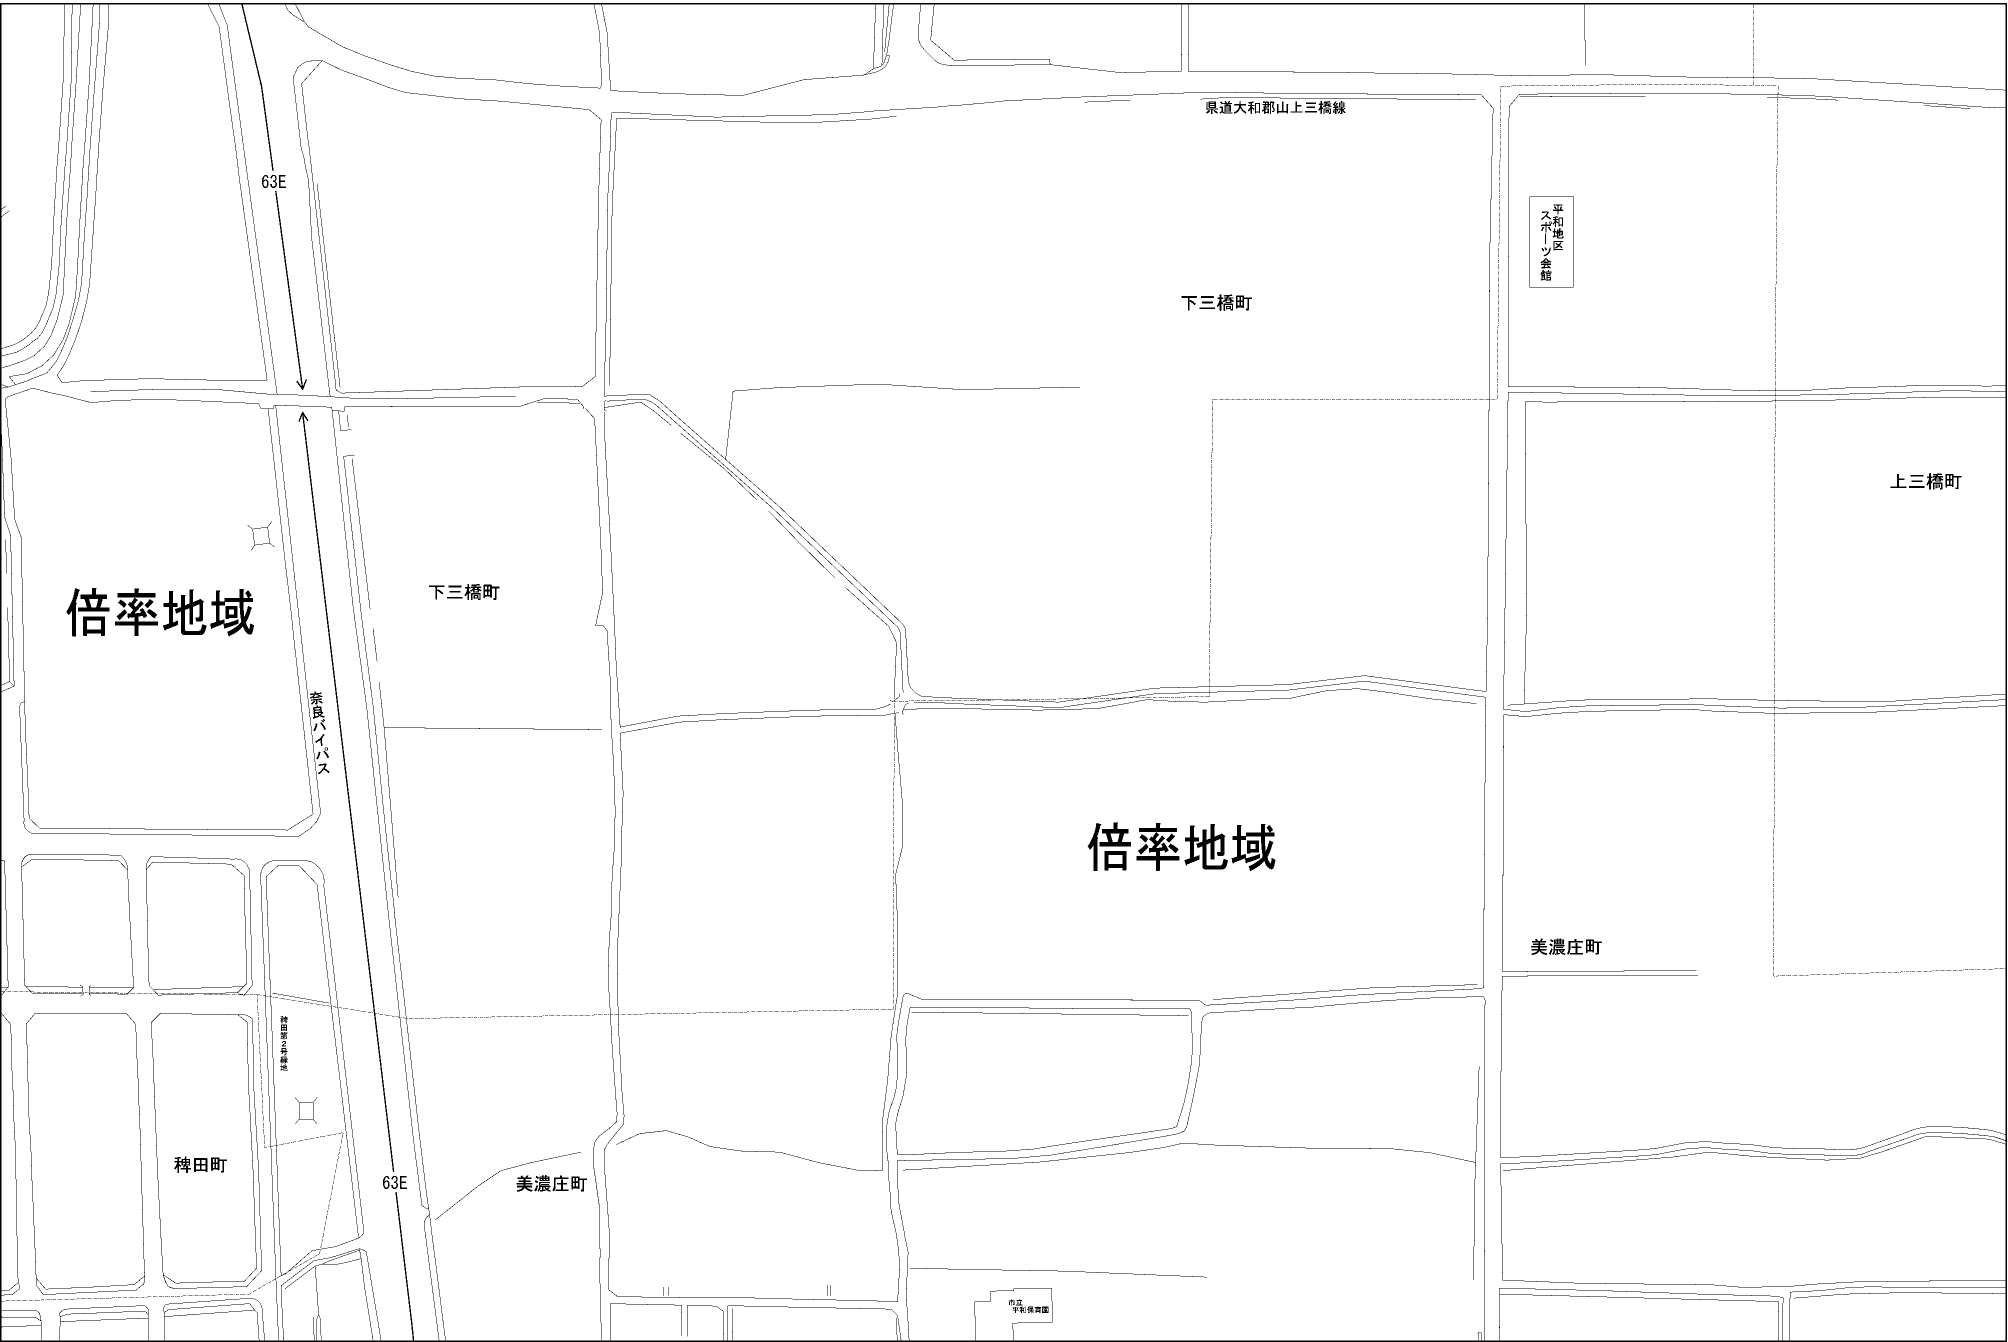 県道大和郡山上三橋線
63E
平和地区
スポーツ会館
下三橋町
上三橋町
下三橋町
倍率地域
奈良バイパス
倍率地域
美濃庄町
稗田第2号緑地
稗田町
63E
美濃庄町
市立
平和保育園